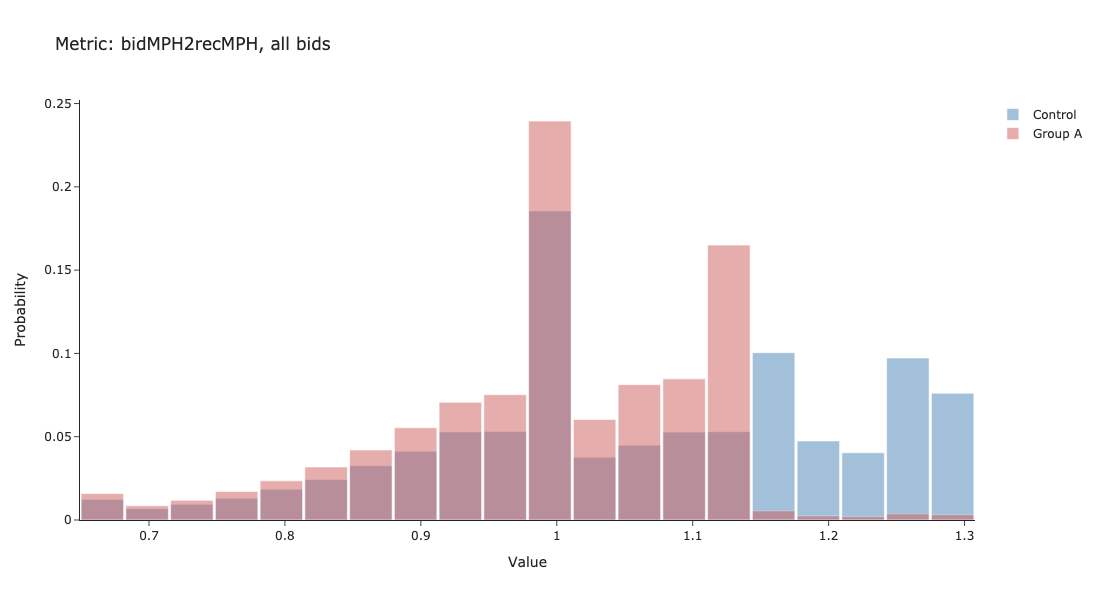 Metric: bidMPH2recMPH, all bids
Control
Group A
Probability
0.25
0.2
0.15
0.1
0.05
0
0.7
0.8
0.9
1
1.1
1.2
1.3
Value